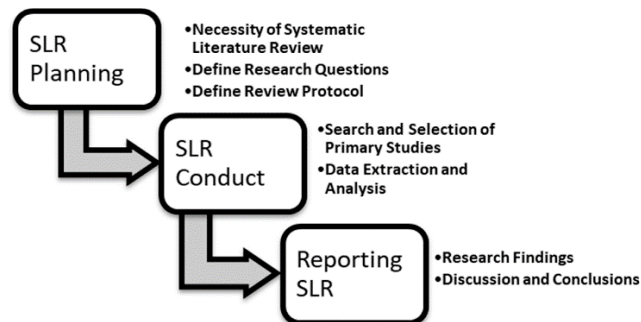 SLR
Planning
•Necessity of Systematic
Literature Review
•Define Research Questions
•Define Review Protocol
SLR
Conduct
•Search and Selection of
Primary Studies
•Data Extraction and
Analysis
Reporting
SLR
•Research Findings
•Discussion and Conclusions